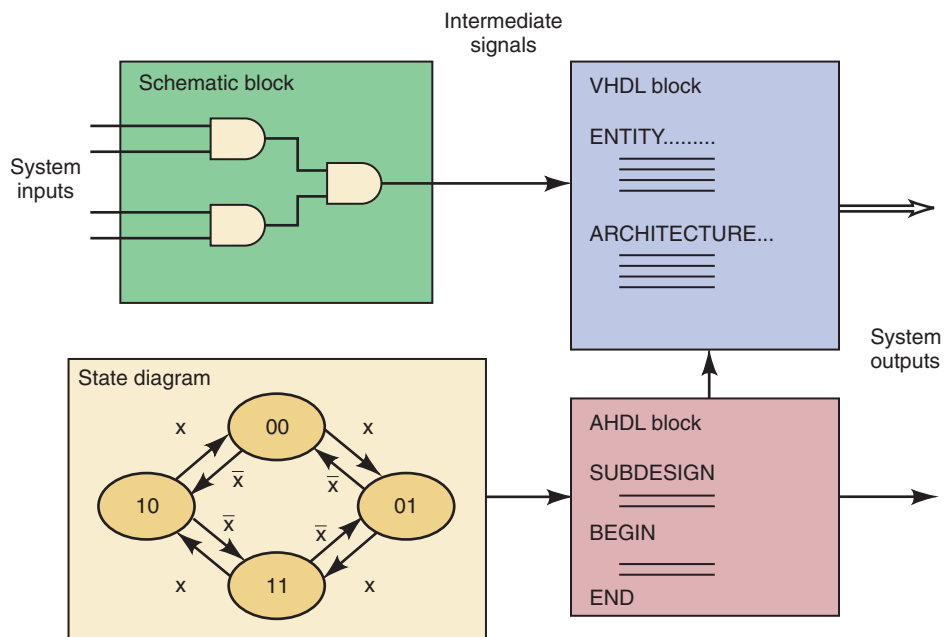 Intermediate
signals
Schematic block
VHDL block
ENTITY.........
System
inputs
ARCHITECTURE...
System
outputs
State diagram
AHDL block
x
00
x
x̅
x̅
SUBDESIGN
10
01
x̅
x̅
BEGIN
x
11
x
END